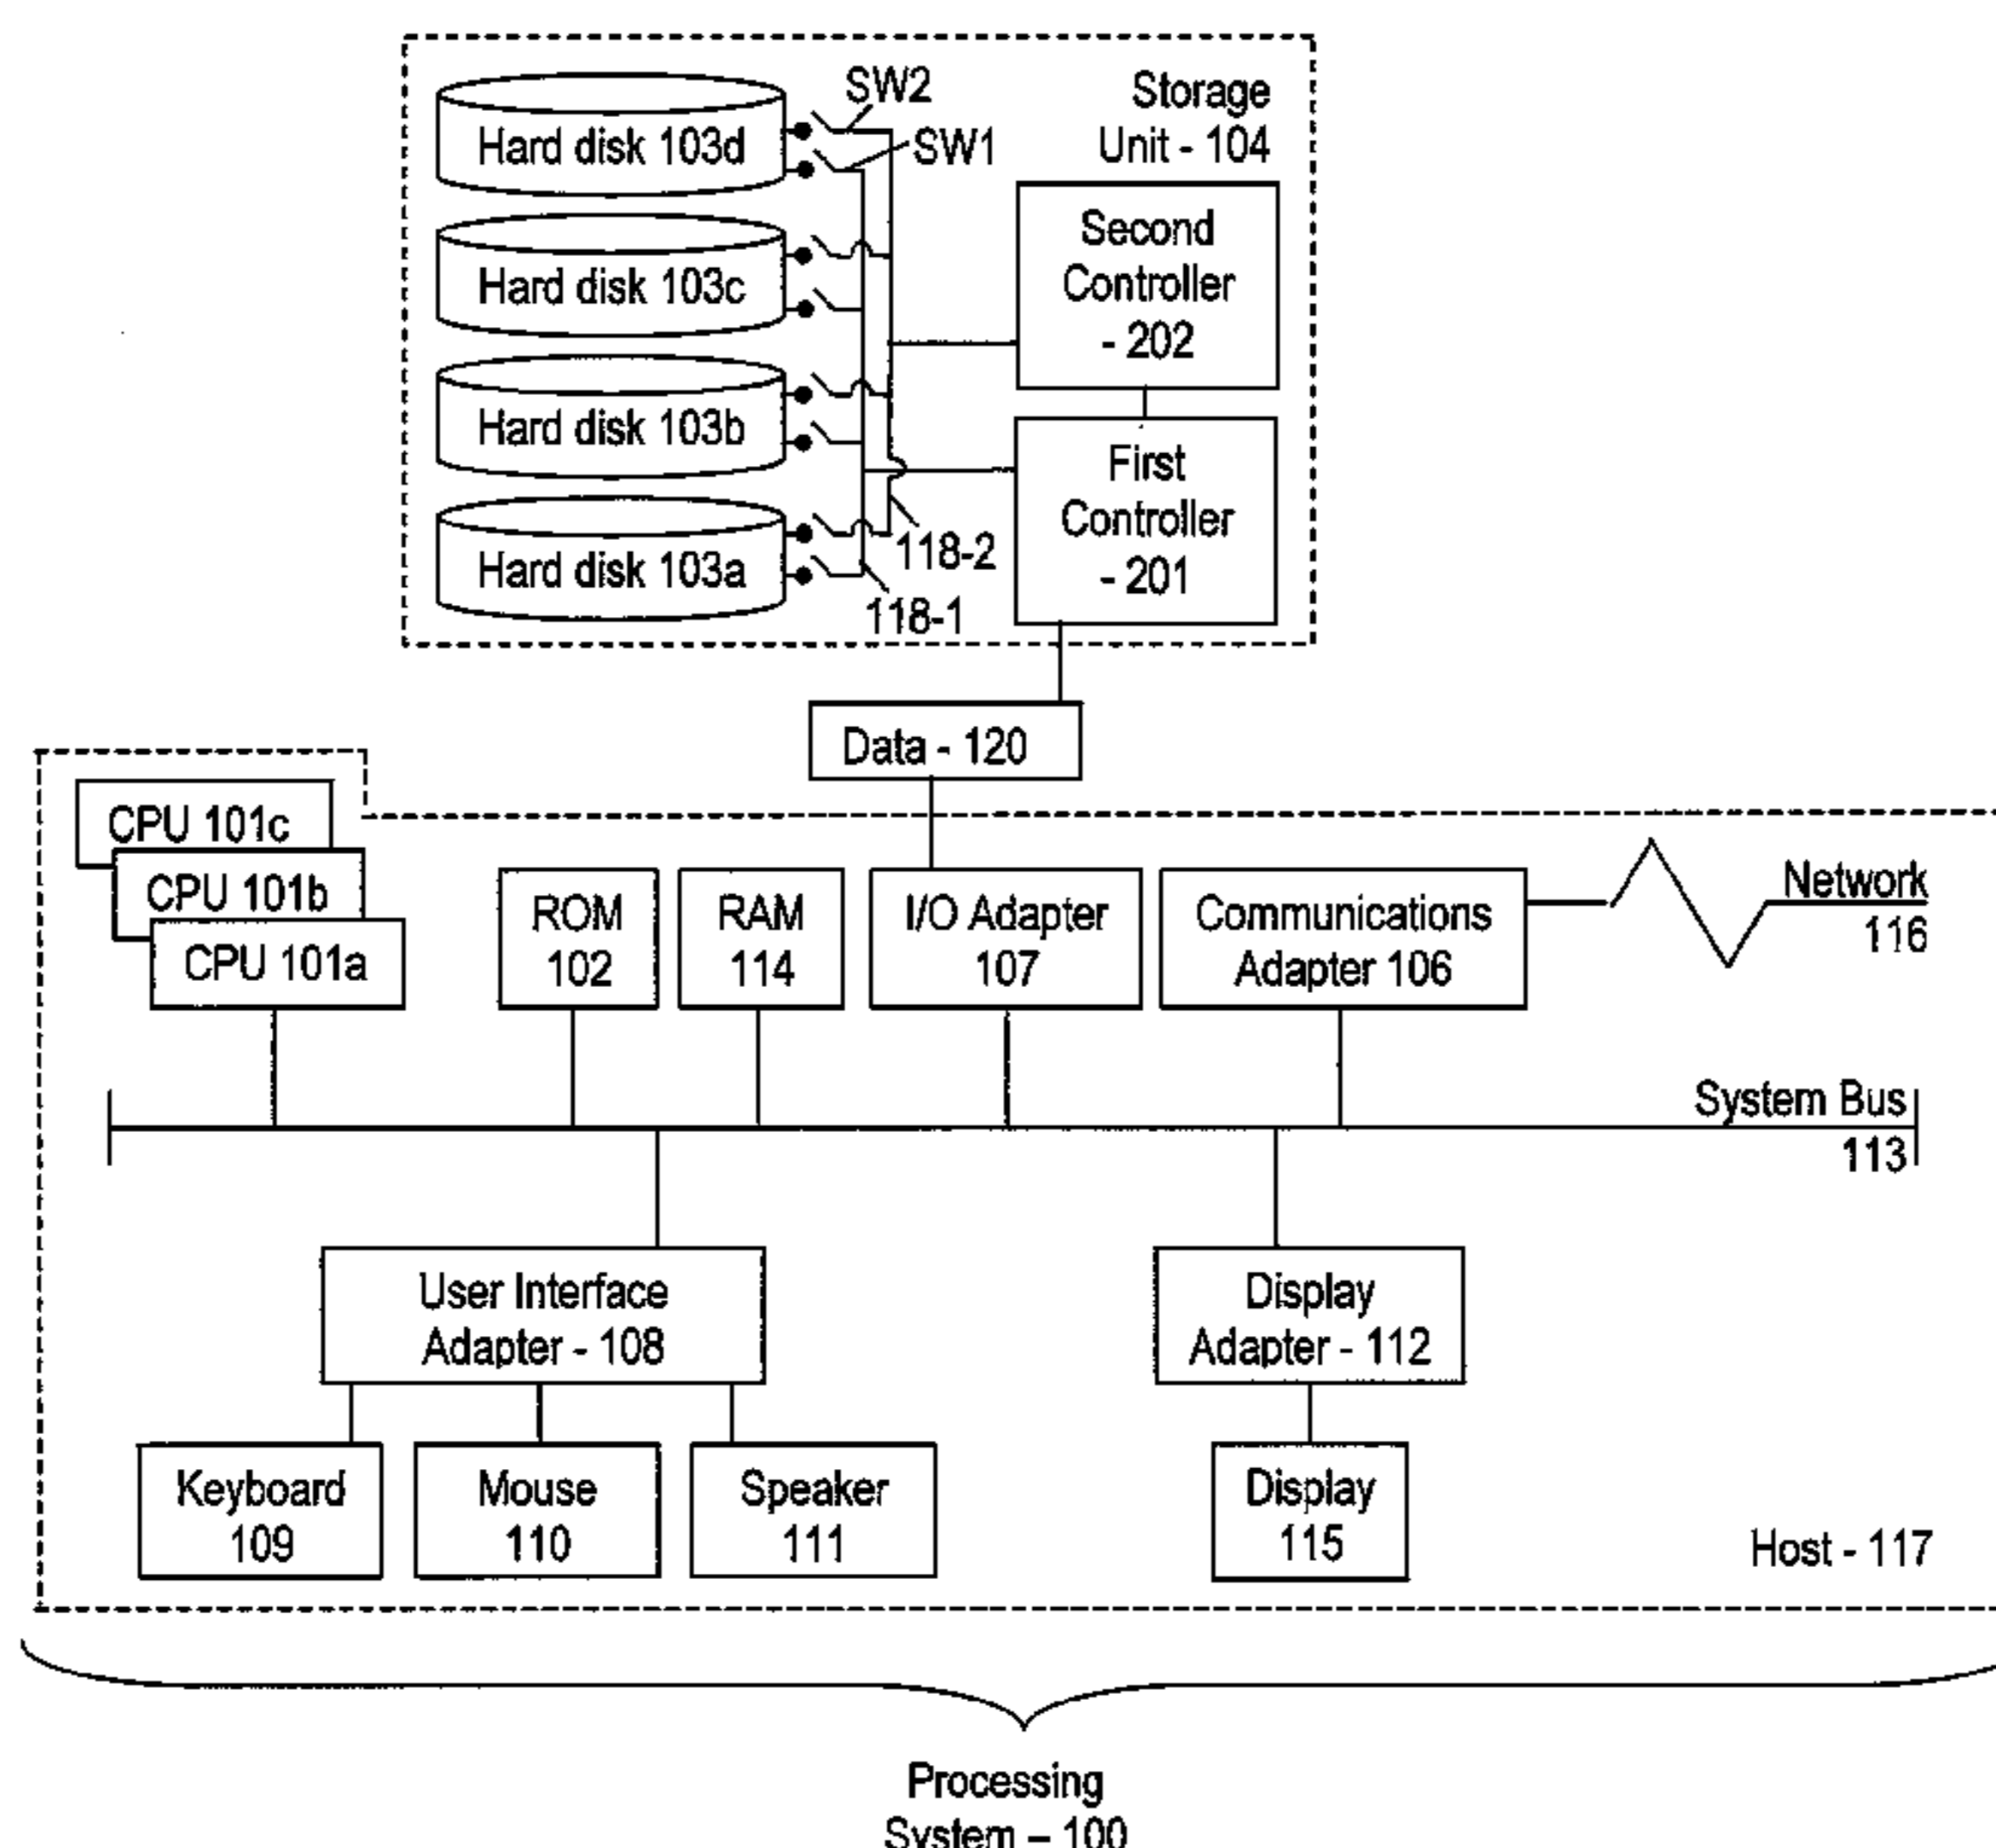 SW2
Storage
Unit - 104
Hard disk 103d
SW1
Second
Controller
- 202
Hard disk 103c
Hard disk 103b
First
Controller
- 201
118-2
Hard disk 103a
118-1
Data - 120
CPU 101c
CPU 101b
CPU 101a
ROM
102
RAM
114
I/O Adapter
107
Communications
Adapter 106
Network
116
System Bus
113
User Interface
Adapter - 108
Display
Adapter - 112
Keyboard
109
Mouse
110
Speaker
111
Display
115
Host - 117
Processing
System – 100